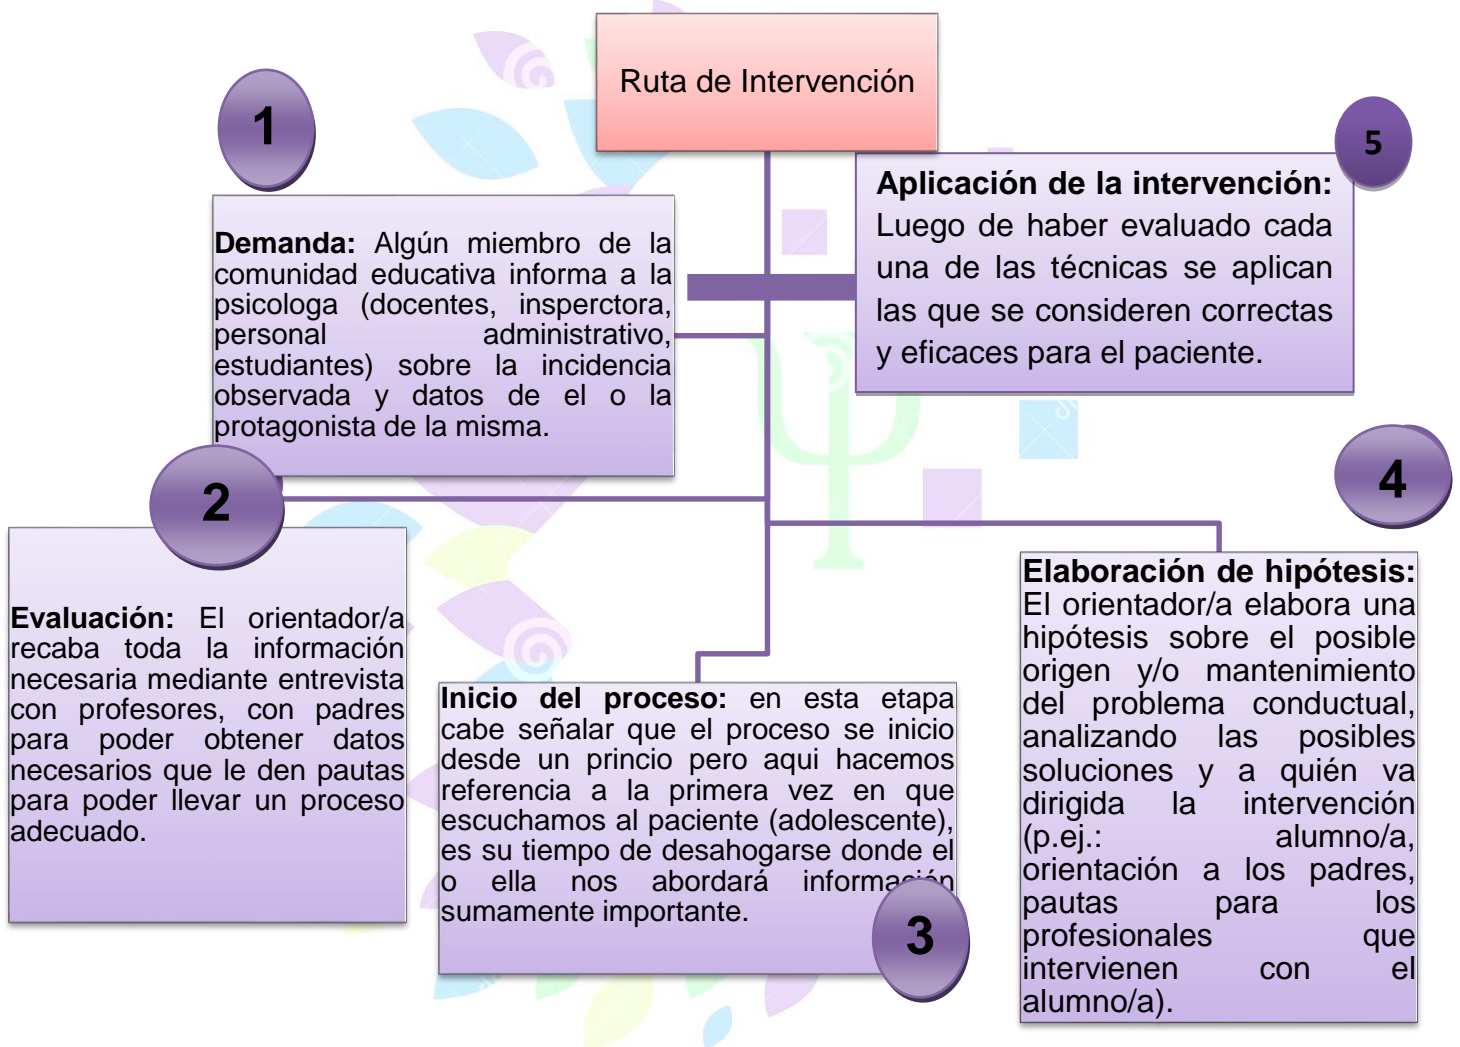 Ruta de Intervención
1
Demanda: Algún miembro de la
comunidad educativa informa a la
psicologa (docentes, insperctora,
personal administrativo,
estudiantes) sobre la incidencia
observada y datos de el o la
protagonista de la misma.
2
Evaluación: El orientador/a
recaba toda la información
necesaria mediante entrevista
con profesores, con padres
para poder obtener datos
necesarios que le den pautas
para poder llevar un proceso
adecuado.
Inicio del proceso: en esta etapa
cabe señalar que el proceso se inicio
desde un princio pero aqui hacemos
referencia a la primera vez en que
escuchamos al paciente (adolescente),
es su tiempo de desahogarse donde el
o ella nos abordará información
sumamente importante.
3
4
Elaboración de hipótesis:
El orientador/a elabora una
hipótesis sobre el posible
origen y/o mantenimiento
del problema conductual,
analizando las posibles
soluciones y a quién va
dirigida la intervención
(p.ej.: alumno/a,
orientación a los padres,
pautas para los
profesionales que
intervienen con el
alumno/a).
5
Aplicación de la intervención:
Luego de haber evaluado cada
una de las técnicas se aplican
las que se consideren correctas
y eficaces para el paciente.